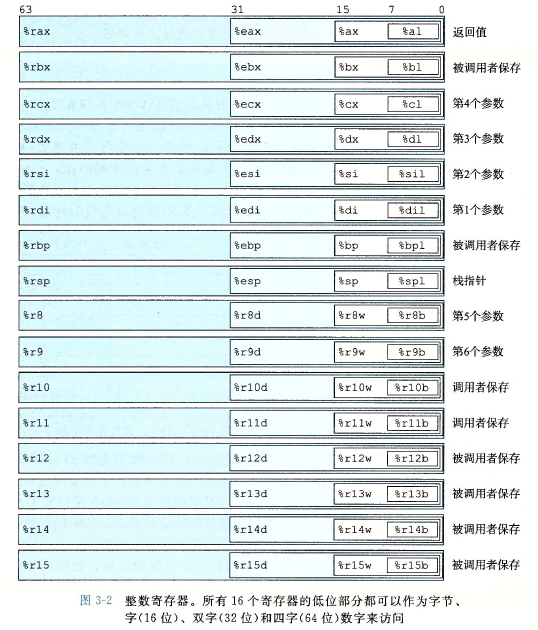 63 31 15 7 0
%rax %eax %ax %al 返回值
%rbx %ebx %bx %bl 被调用者保存
%rcx %ecx %cx %cl 第4个参数
%rdx %edx %dx %dl 第3个参数
%rsi %esi %si %sil 第2个参数
%rdi %edi %di %dil 第1个参数
%rbp %ebp %bp %bpl 被调用者保存
%rsp %esp %sp %spl 栈指针
%r8 %r8d %r8w %r8b 第5个参数
%r9 %r9d %r9w %r9b 第6个参数
%r10 %r10d %r10w %r10b 调用者保存
%r11 %r11d %r11w %r11b 调用者保存
%r12 %r12d %r12w %r12b 被调用者保存
%r13 %r13d %r13w %r13b 被调用者保存
%r14 %r14d %r14w %r14b 被调用者保存
%r15 %r15d %r15w %r15b 被调用者保存
图 3-2 整数寄存器。所有 16 个寄存器的低位部分都可以作为字节、
字(16 位)、双字(32 位)和四字(64 位)数字来访问